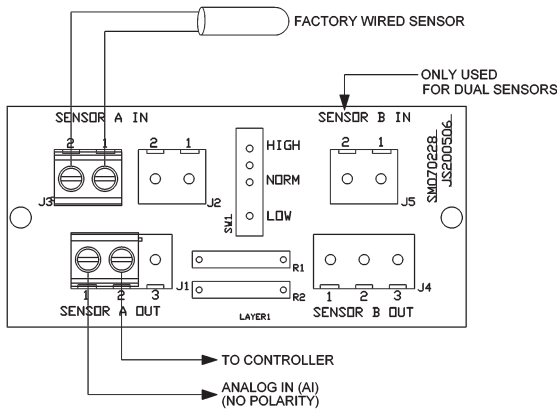 FACTORY WIRED SENSOR
ONLY USED
FOR DUAL SENSORS
SENSOR A IN
SENSOR B IN
2 1
2 1
2 1
HIGH
NORM
LOW
SW1
J3
J2
J5
SM070228
JS200506
R1
R2
J1
J4
1 2 3
1 2 3
SENSOR A OUT
SENSOR B OUT
LAYER1
TO CONTROLLER
ANALOG IN (AI)
(NO POLARITY)